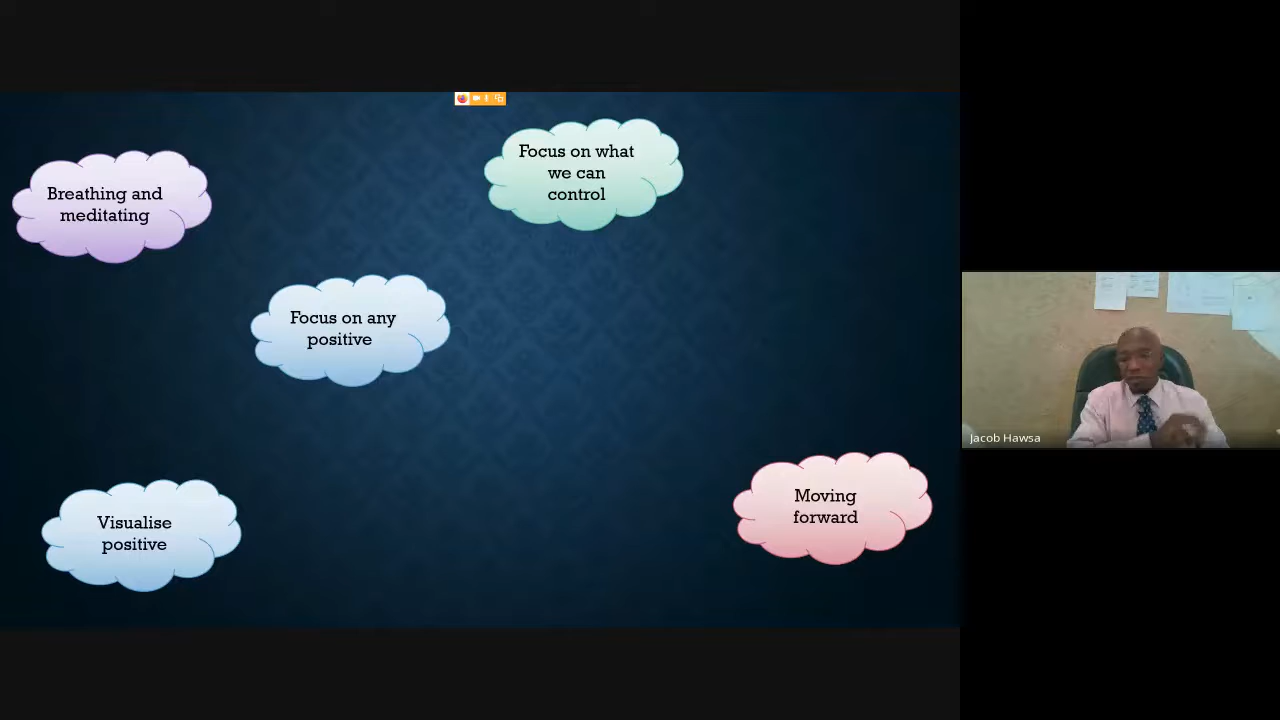 Focus on what
we can
control
Breathing and
meditating
Focus on any
positive
Visualise
positive
Moving
forward
Jacob Hawsa